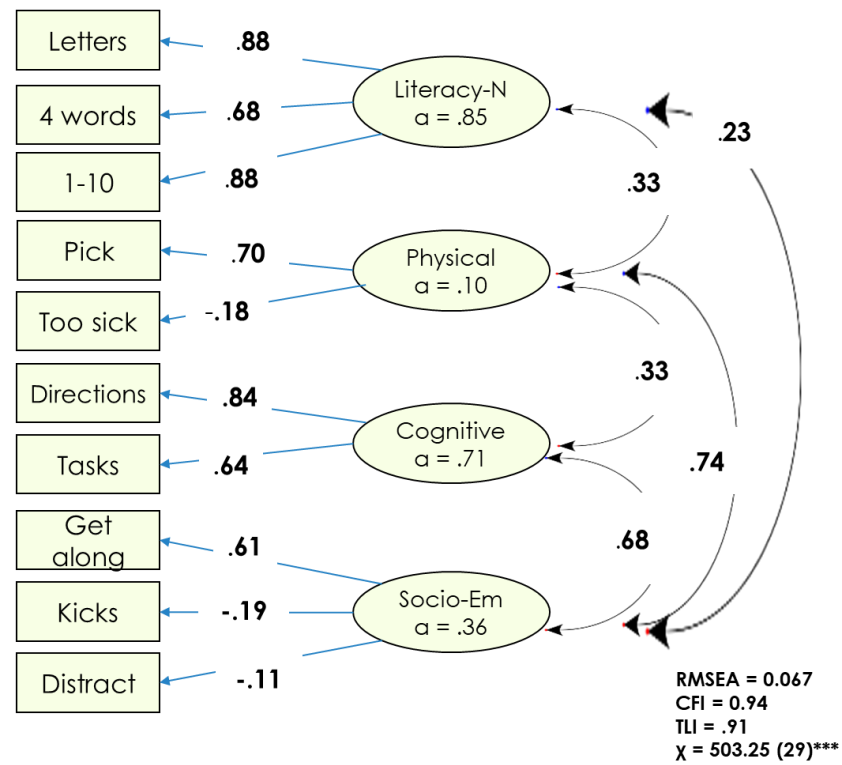 Letters
.88
4 words
.68
1-10
.88
Literacy-N
α = .85
.23
.33
Pick
.70
Too sick
-.18
Physical
α = .10
.33
Directions
.84
Tasks
.64
Cognitive
α = .71
.74
.68
Get
along
.61
Kicks
-.19
Distract
-.11
Socio-Em
α = .36
RMSEA = 0.067
CFI = 0.94
TLI = .91
χ = 503.25 (29)***